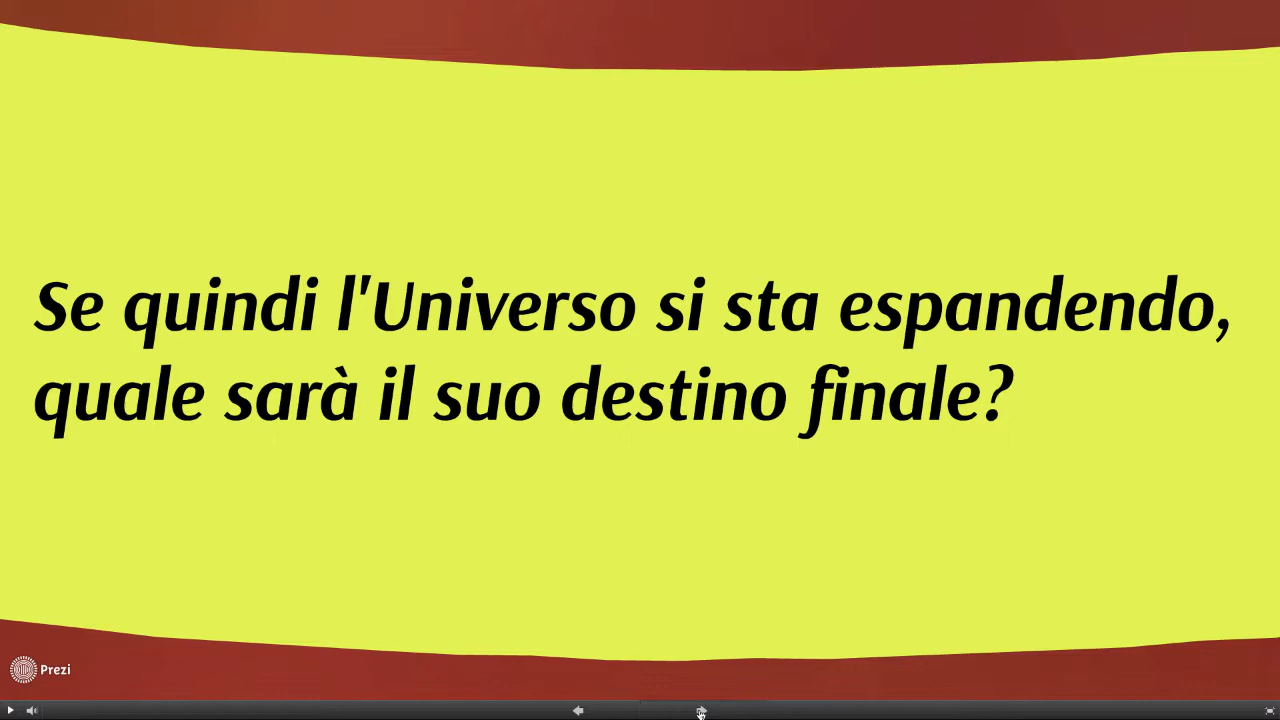 Se quindi l'Universo si sta espandendo,
quale sarà il suo destino finale?
Prezi